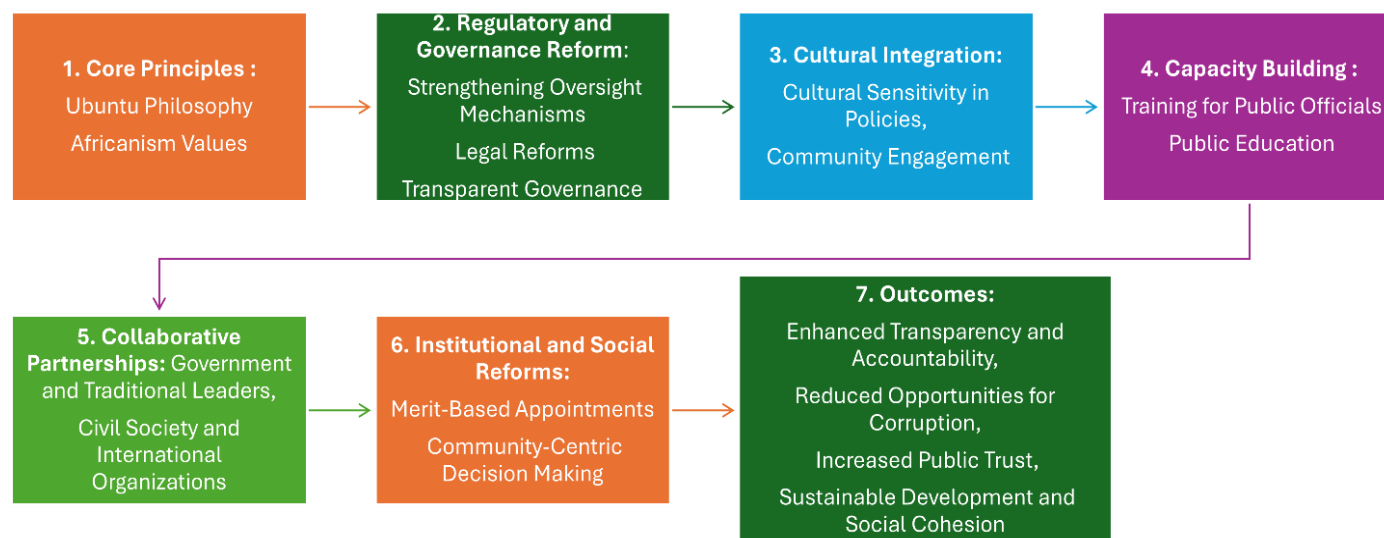 1. Core Principles :
Ubuntu Philosophy
Africanism Values
2. Regulatory and
Governance Reform:
Strengthening Oversight
Mechanisms
Legal Reforms
Transparent Governance
3. Cultural Integration:
Cultural Sensitivity in
Policies,
Community Engagement
4. Capacity Building :
Training for Public Officials
Public Education
5. Collaborative
Partnerships: Government
and Traditional Leaders,
Civil Society and
International
Organizations
6. Institutional and Social
Reforms:
Merit-Based Appointments
Community-Centric
Decision Making
7. Outcomes:
Enhanced Transparency and
Accountability,
Reduced Opportunities for
Corruption,
Increased Public Trust,
Sustainable Development and
Social Cohesion